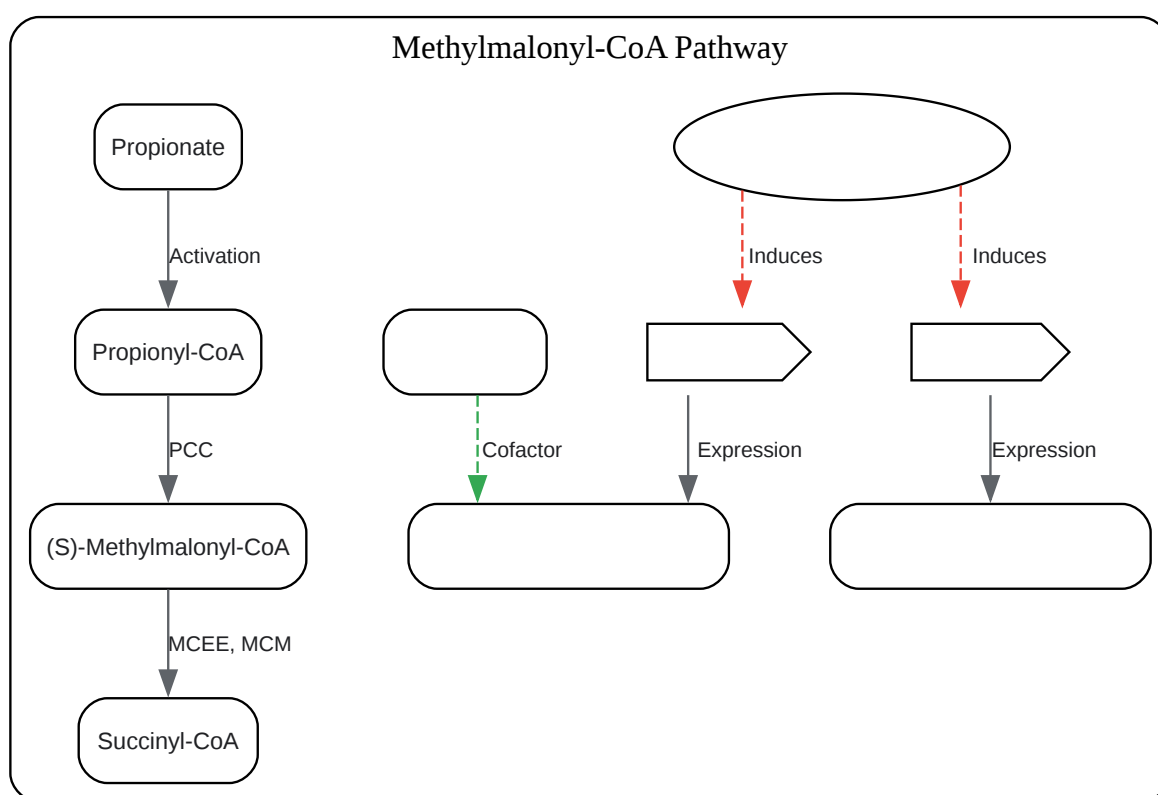 Methylmalonyl-CoA Pathway
Propionate
Activation
Induces
Induces
Propionyl-CoA
PCC
Cofactor
Expression
Expression
(S)-Methylmalonyl-CoA
MCEE, MCM
Succinyl-CoA